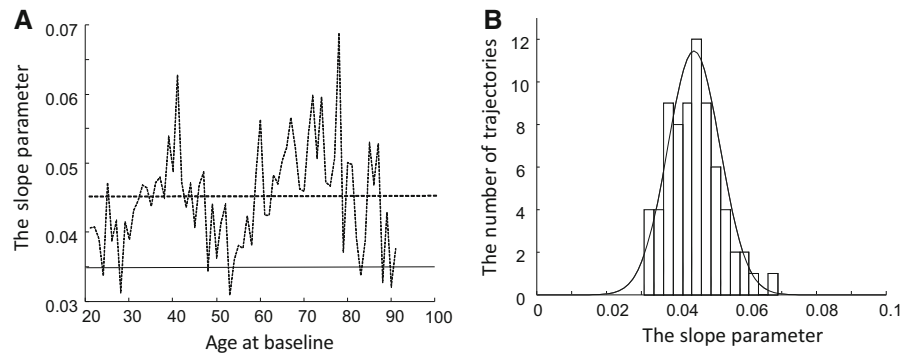 A
0.07
0.06
0.05
0.04
0.03
The slope parameter
20 30 40 50 60 70 80 90 100
Age at baseline
B
12
10
8
6
4
2
0
The number of trajectories
0 0.02 0.04 0.06 0.08 0.1
The slope parameter